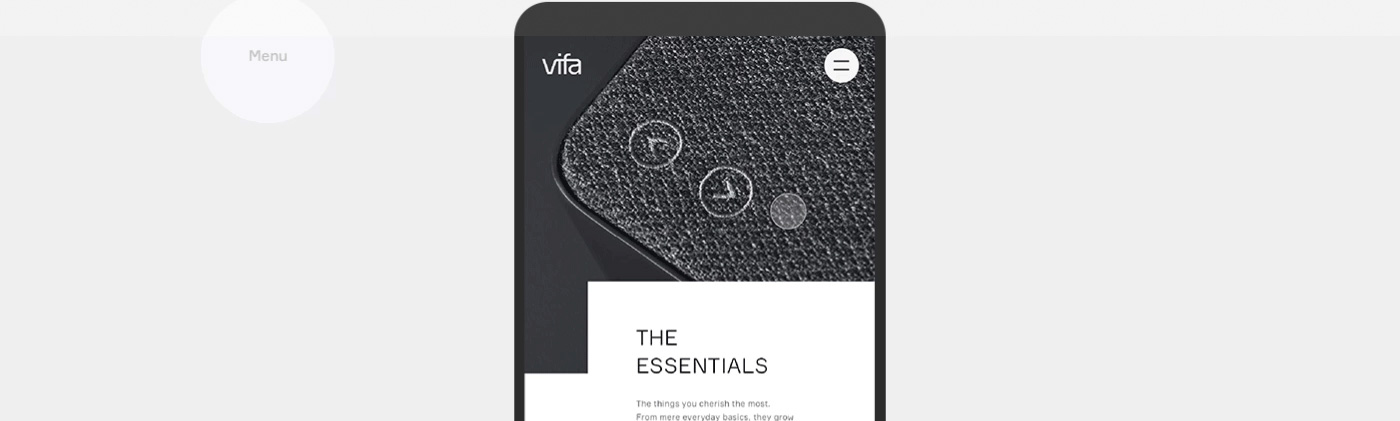 Menu
vifa
THE
ESSENTIALS
The things you cherish the most.
From mere everyday basics, they grow